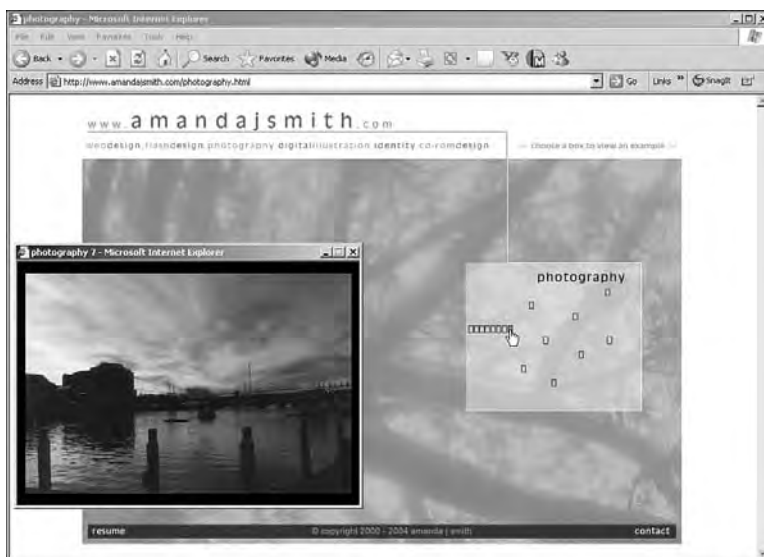 photography - Microsoft Internet Explorer
File Edit View Favorites Tools Help
Back Search Favorites Media
Address http://www.amandajsmith.com/photography.html Go Links » SnagIt
www.amandajsmith.com
webdesign flashdesign photography digitalillustration identity cd-romdesign
choose a box to view an example
photography 7 - Microsoft Internet Explorer
photography
resume © copyright 2000 - 2004 amanda j smith contact